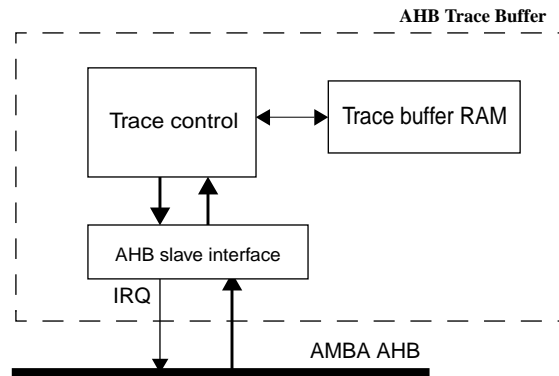 AHB Trace Buffer
Trace control
Trace buffer RAM
AHB slave interface
IRQ
AMBA AHB